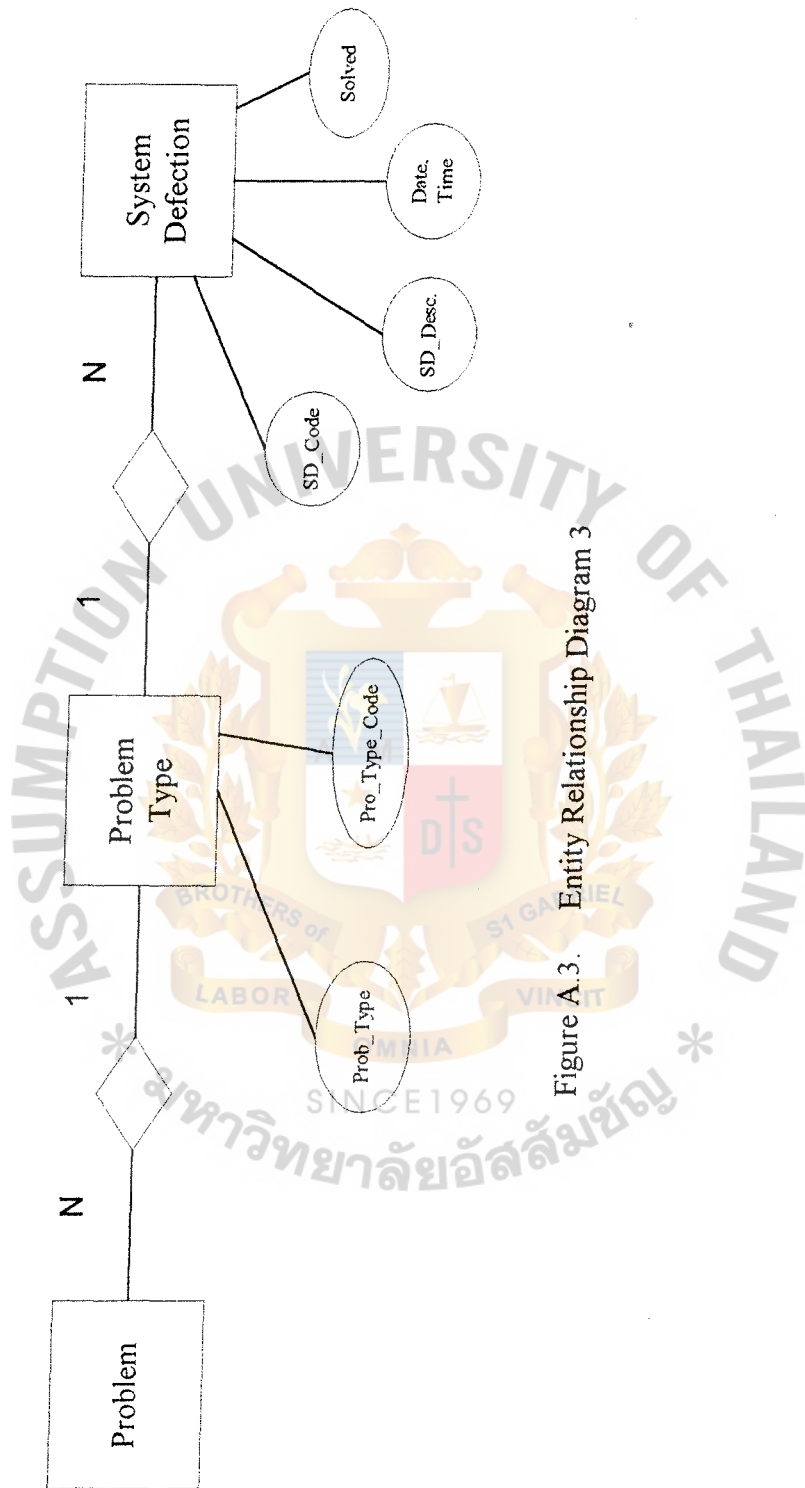 Problem
N
1
Problem
Type
1
N
System
Defection
Prob_Type
Pro_Type_Code
SD_Code
SD_Desc.
Date.
Time
Solved
Figure A.3. Entity Relationship Diagram 3
ASSUMPTION UNIVERSITY OF THAILAND
BROTHERS of
S1 GABRIEL
D S
LABOR
OMNIA
VINCIT
SINCE1969
* มหาวิทยาลัยอัสสัมชัญ *